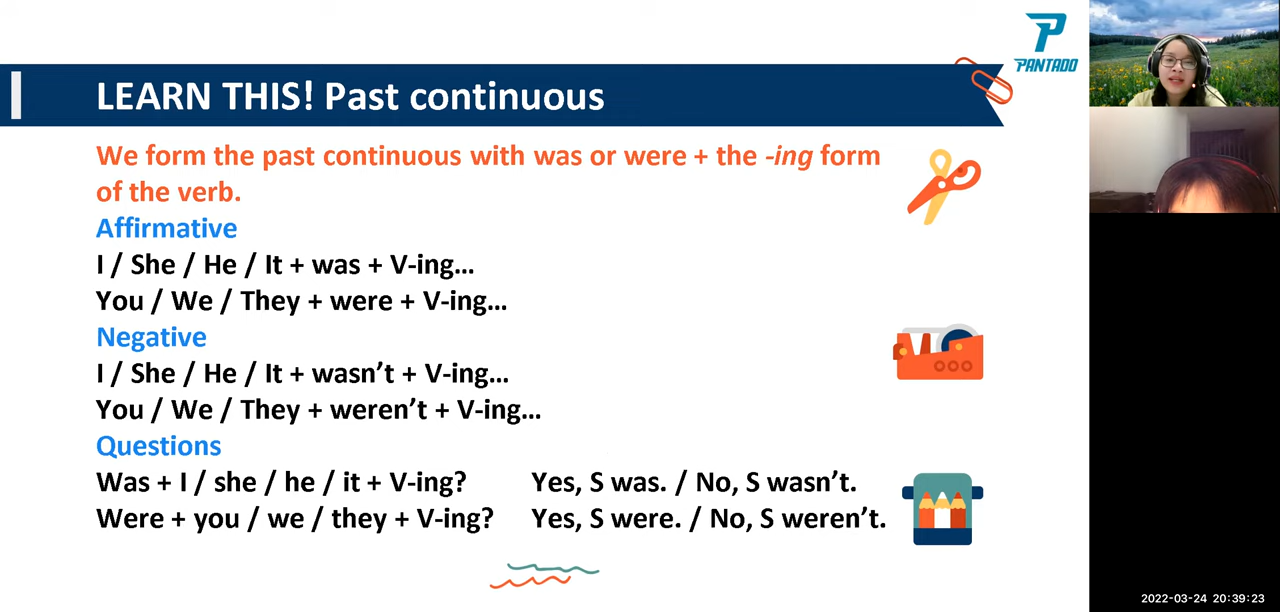 PANTADO
LEARN THIS! Past continuous
We form the past continuous with was or were + the -ing form
of the verb.
Affirmative
I / She / He / It + was + V-ing...
You / We / They + were + V-ing...
Negative
I / She / He / It + wasn’t + V-ing...
You / We / They + weren’t + V-ing...
Questions
Was + I / she / he / it + V-ing? Yes, S was. / No, S wasn’t.
Were + you / we / they + V-ing? Yes, S were. / No, S weren’t.
2022-03-24 20:39:23